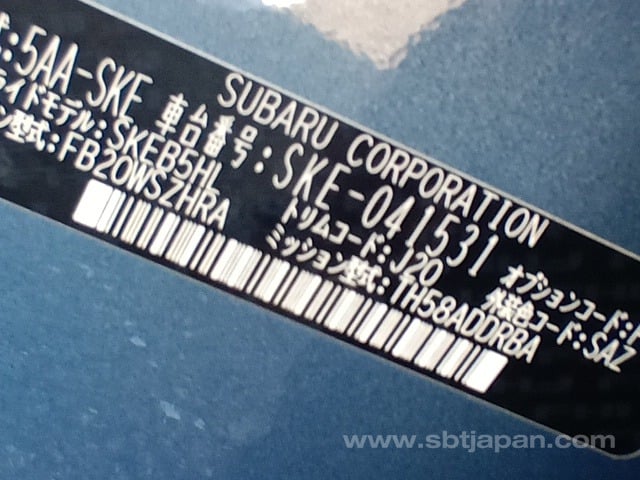 SUBARU CORPORATION
式:5AA-SKE 車台番号:SKE-041531
ライドモデル:SKEB5HL トリムコード:J20 オプションコード:F
ン型式:FB20WSZHRA ミッション型式:TH58ADDRBA 外装色コード:SAZ
www.sbtjapan.com